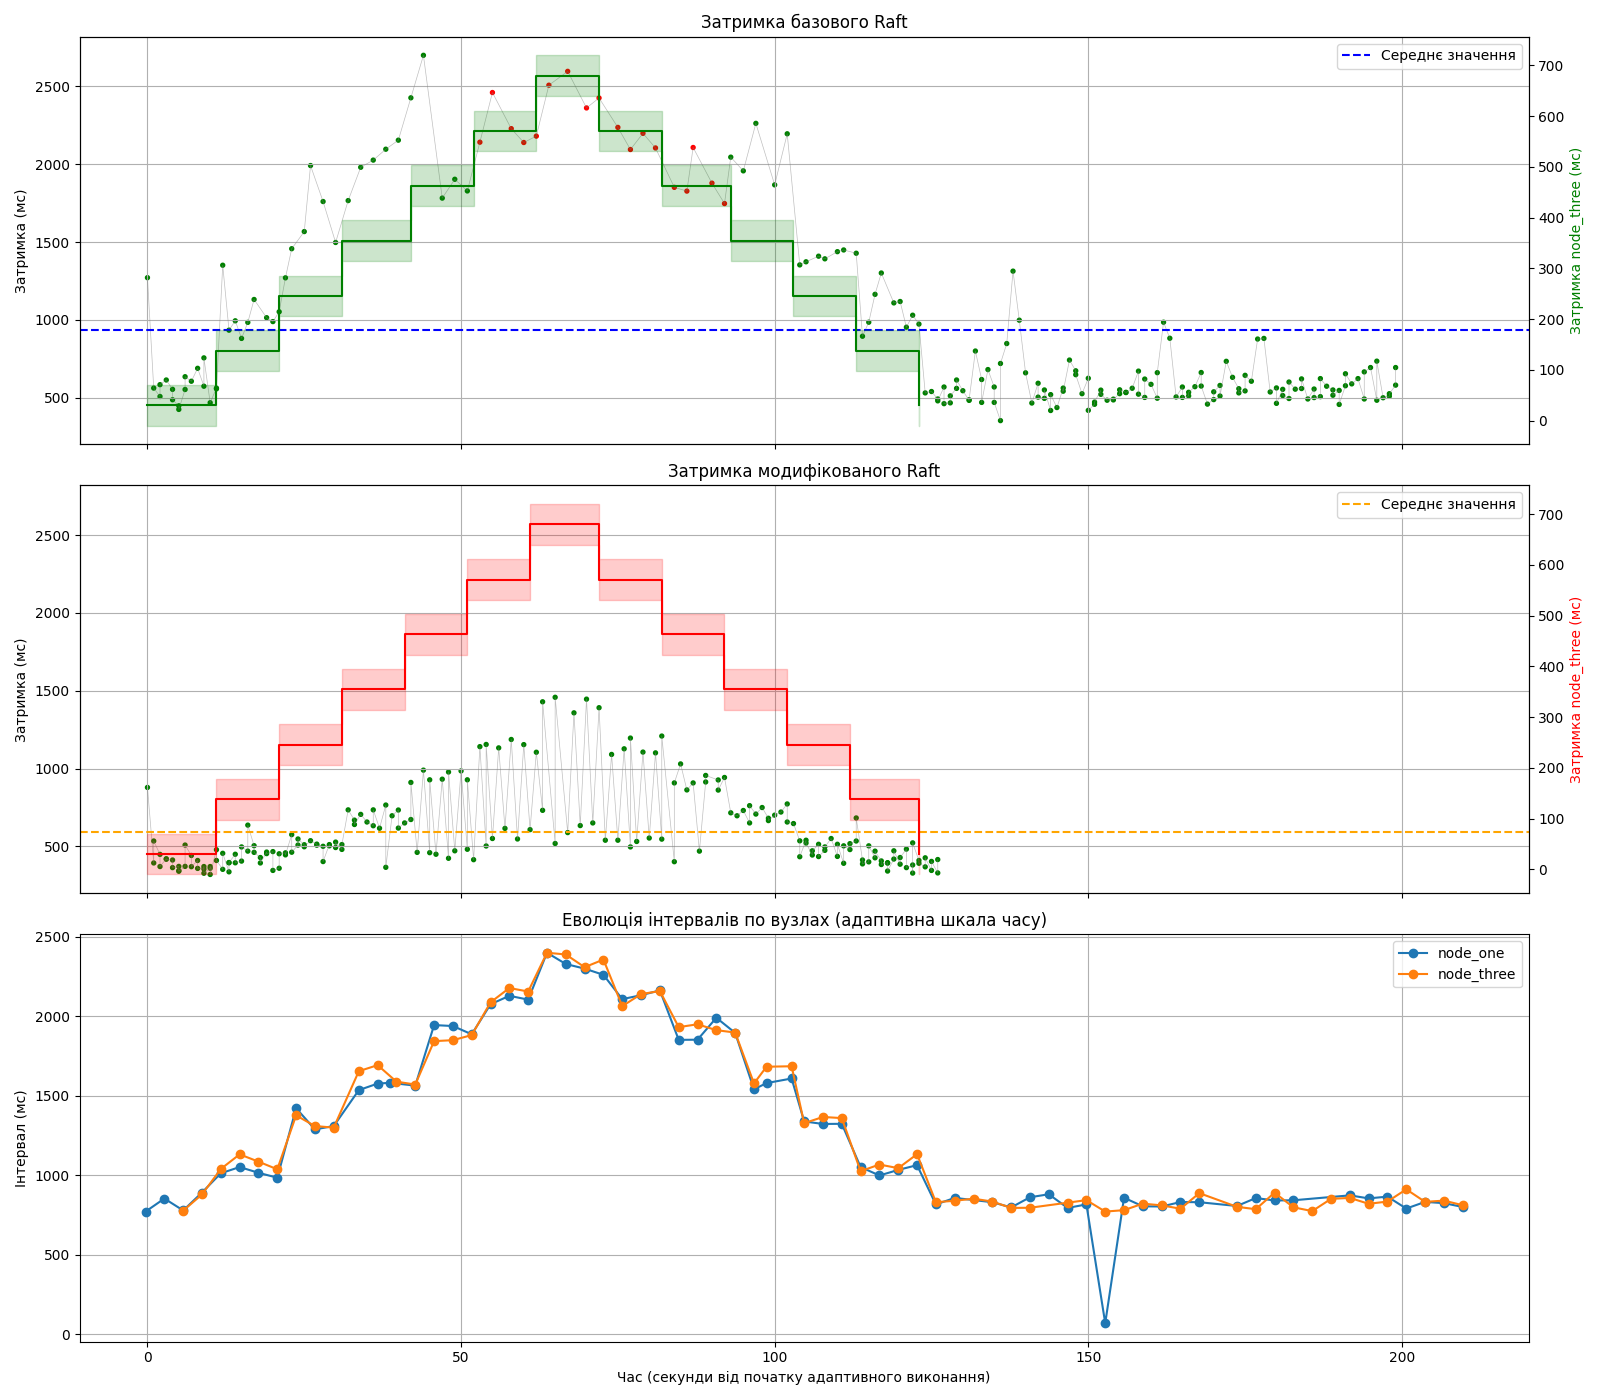 Затримка базового Raft
Середнє значення
2500
2000
1500
1000
500
Затримка (мс)
700
600
500
400
300
200
100
0
Затримка node_three (мс)
Затримка модифікованого Raft
Середнє значення
2500
2000
1500
1000
500
Затримка (мс)
700
600
500
400
300
200
100
0
Затримка node_three (мс)
Еволюція інтервалів по вузлах (адаптивна шкала часу)
node_one
node_three
2500
2000
1500
1000
500
0
Інтервал (мс)
0 50 100 150 200
Час (секунди від початку адаптивного виконання)